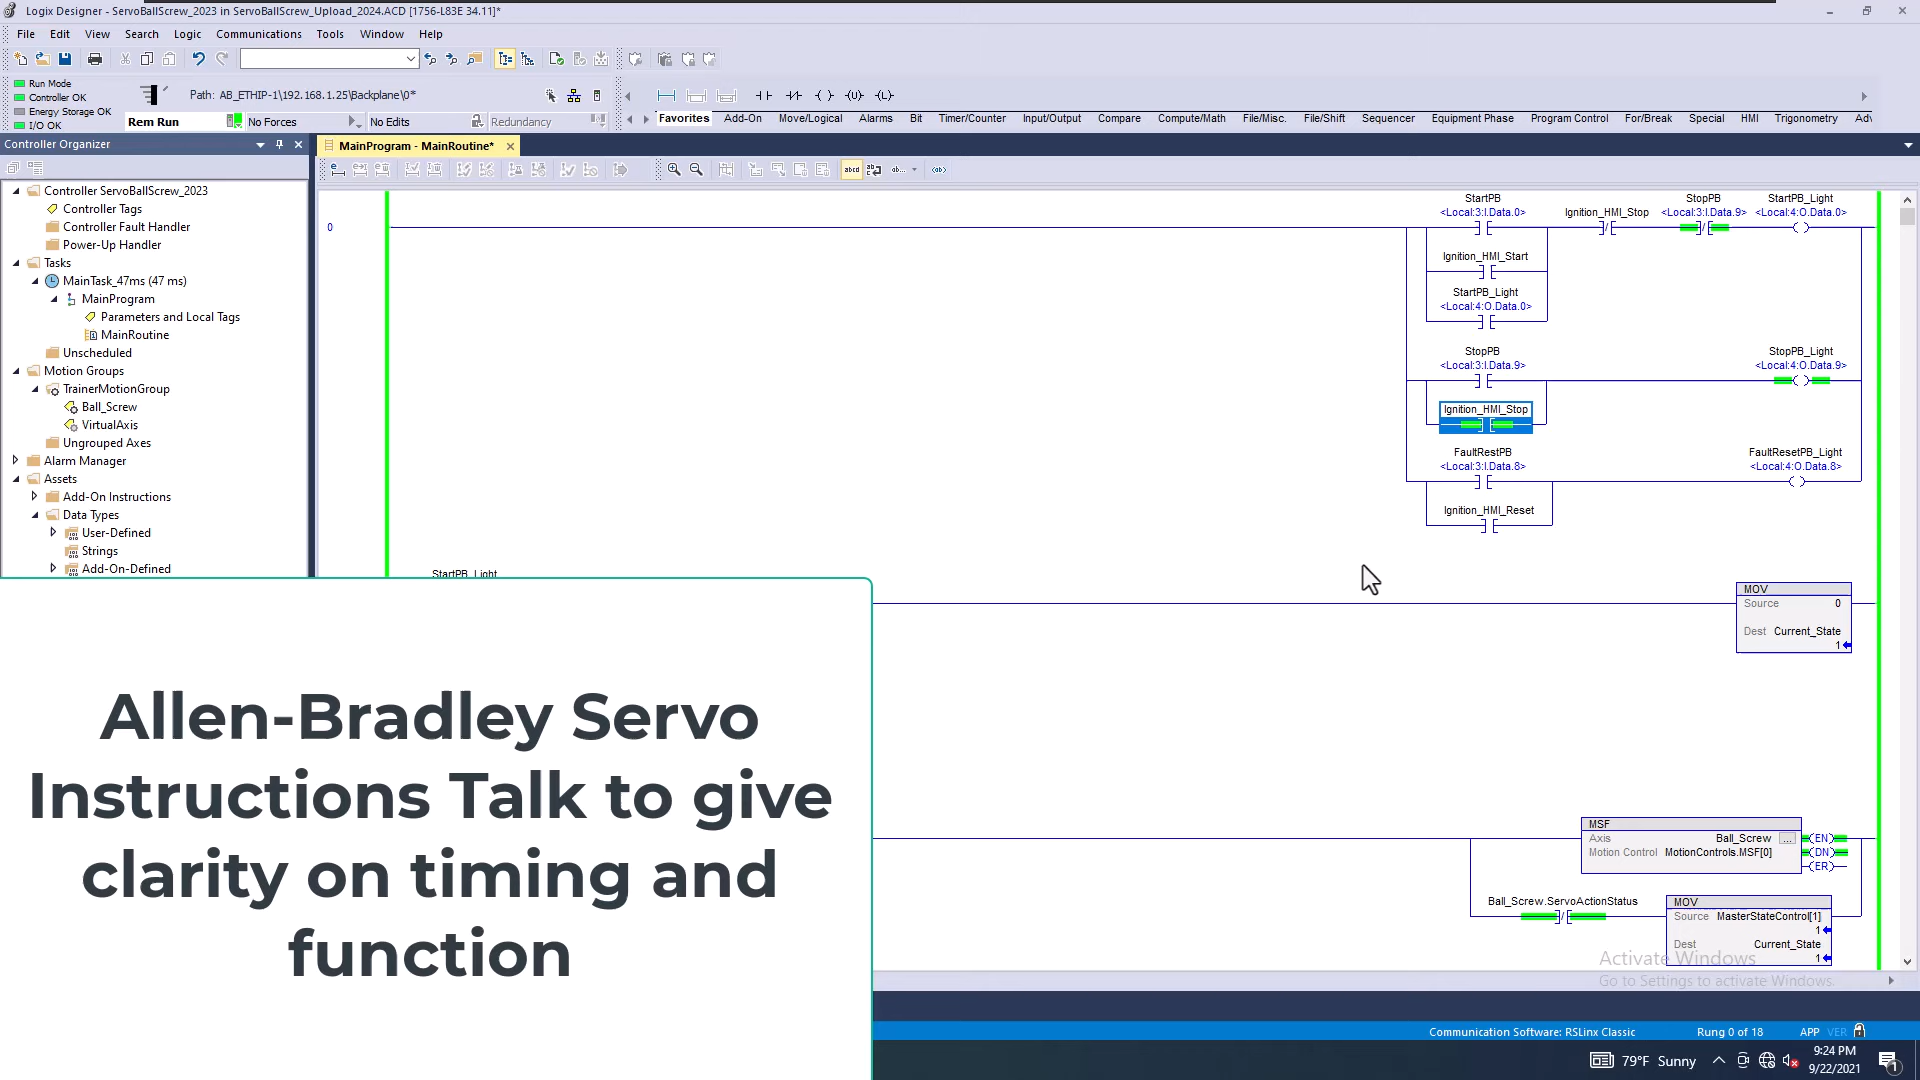 Logix Designer - ServoBallScrew_2023 in ServoBallScrew_Upload_2024.ACD [1756-L83E 34.11]*
File Edit View Search Logic Communications Tools Window Help
Run Mode
Controller OK
Energy Storage OK
I/O OK
Path: AB_ETHIP-1\192.168.1.25\Backplane\0*
Rem Run No Forces No Edits Redundancy
Favorites Add-On Move/Logical Alarms Bit Timer/Counter Input/Output Compare Compute/Math File/Misc. File/Shift Sequencer Equipment Phase Program Control For/Break Special HMI Trigonometry Adv
Controller Organizer
MainProgram - MainRoutine*
Controller ServoBallScrew_2023
Controller Tags
Controller Fault Handler
Power-Up Handler
Tasks
MainTask_47ms (47 ms)
MainProgram
Parameters and Local Tags
MainRoutine
Unscheduled
Motion Groups
TrainerMotionGroup
Ball_Screw
VirtualAxis
Ungrouped Axes
Alarm Manager
Assets
Add-On Instructions
Data Types
User-Defined
Strings
Add-On-Defined
0
StartPB
<Local:3:I.Data.0>
Ignition_HMI_Stop
StopPB
<Local:3:I.Data.9>
StartPB_Light
<Local:4:O.Data.0>
Ignition_HMI_Start
StartPB_Light
<Local:4:O.Data.0>
StopPB
<Local:3:I.Data.9>
StopPB_Light
<Local:4:O.Data.9>
Ignition_HMI_Stop
FaultRestPB
<Local:3:I.Data.8>
FaultResetPB_Light
<Local:4:O.Data.8>
Ignition_HMI_Reset
StartPB_Light
MOV
Source 0
Dest Current_State
1
MSF
Axis Ball_Screw ... (EN)
Motion Control MotionControls.MSF[0] (DN)
(ER)
Ball_Screw.ServoActionStatus
MOV
Source MasterStateControl[1]
1
Dest Current_State
1
Activate Windows
Go to Settings to activate Windows.
Allen-Bradley Servo
Instructions Talk to give
clarity on timing and
function
Communication Software: RSLinx Classic Rung 0 of 18 APP VER
79°F Sunny
9:24 PM
9/22/2021
1